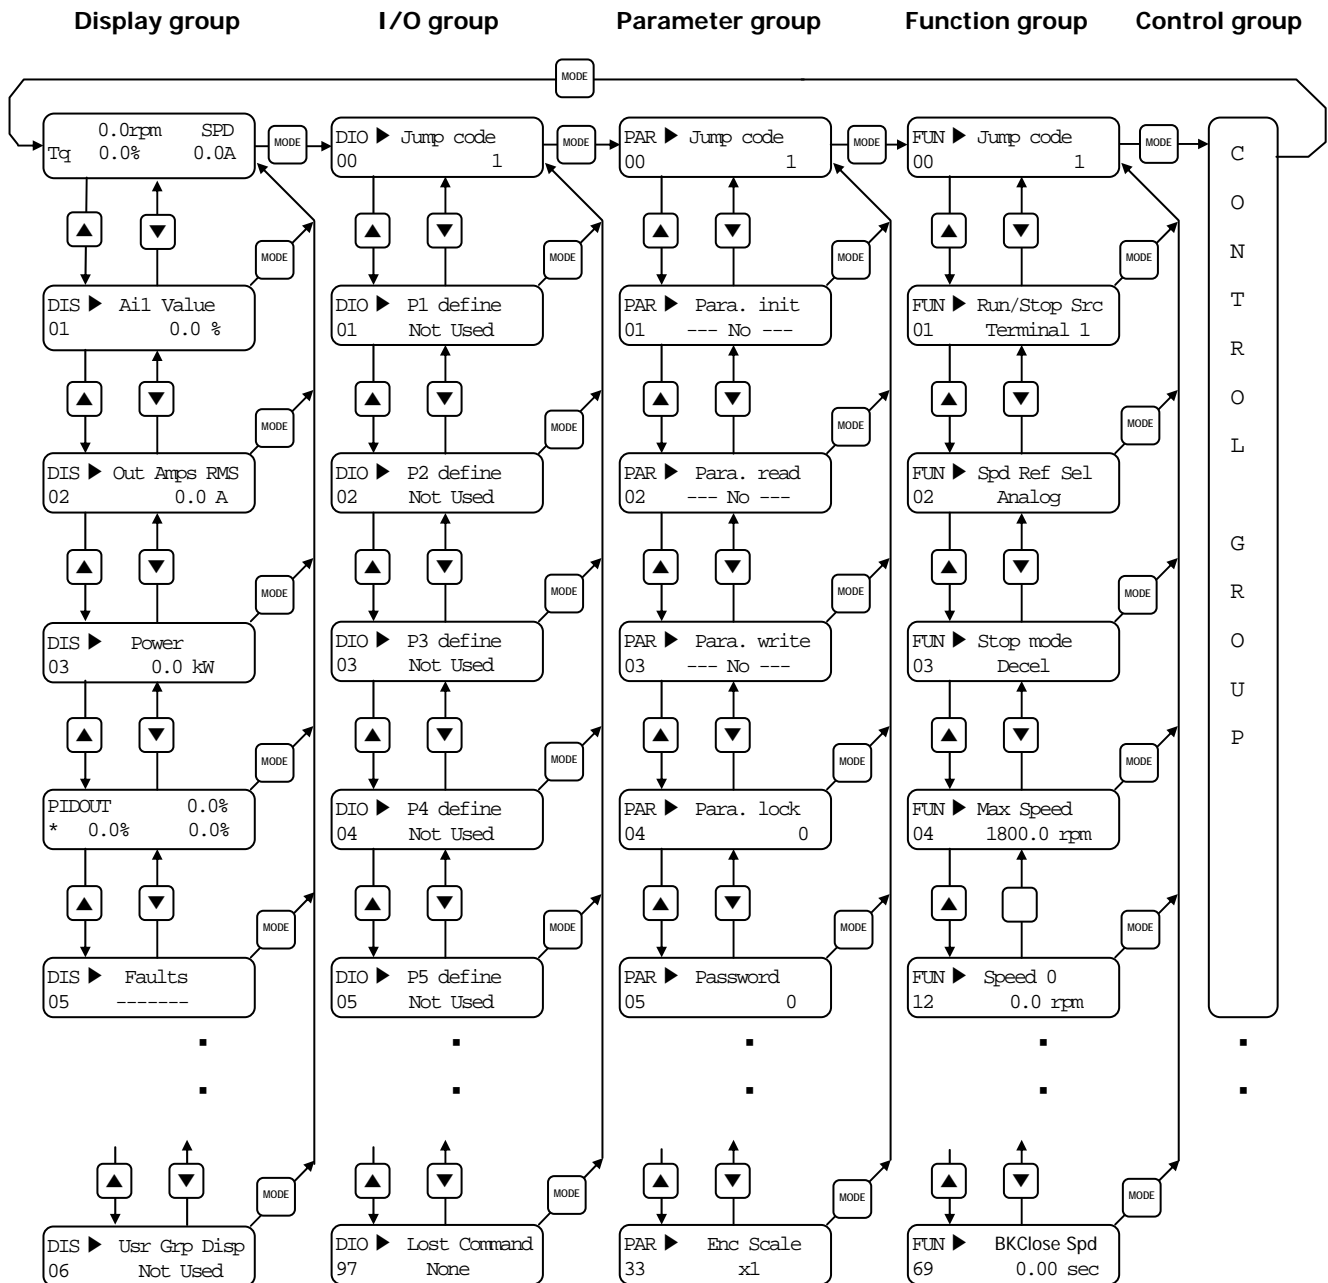 Display group I/O group Parameter group Function group Control group
MODE
0.0rpm SPD
Tq 0.0% 0.0A
MODE
DIO ▶ Jump code
00 1
MODE
PAR ▶ Jump code
00 1
MODE
FUN ▶ Jump code
00 1
MODE
C
O
N
T
R
O
L
G
R
O
U
P
▲ ▼ MODE ▲ ▼ MODE ▲ ▼ MODE ▲ ▼ MODE
DIS ▶ Ai1 Value
01 0.0 %
DIO ▶ P1 define
01 Not Used
PAR ▶ Para. init
01 --- No ---
FUN ▶ Run/Stop Src
01 Terminal 1
▲ ▼ MODE ▲ ▼ MODE ▲ ▼ MODE ▲ ▼ MODE
DIS ▶ Out Amps RMS
02 0.0 A
DIO ▶ P2 define
02 Not Used
PAR ▶ Para. read
02 --- No ---
FUN ▶ Spd Ref Sel
02 Analog
▲ ▼ MODE ▲ ▼ MODE ▲ ▼ MODE ▲ ▼ MODE
DIS ▶ Power
03 0.0 kW
DIO ▶ P3 define
03 Not Used
PAR ▶ Para. write
03 --- No ---
FUN ▶ Stop mode
03 Decel
▲ ▼ MODE ▲ ▼ MODE ▲ ▼ MODE ▲ ▼ MODE
PIDOUT 0.0%
* 0.0% 0.0%
DIO ▶ P4 define
04 Not Used
PAR ▶ Para. lock
04 0
FUN ▶ Max Speed
04 1800.0 rpm
▲ ▼ MODE ▲ ▼ MODE ▲ ▼ MODE ▲ MODE
DIS ▶ Faults
05 -------
DIO ▶ P5 define
05 Not Used
PAR ▶ Password
05 0
FUN ▶ Speed 0
12 0.0 rpm
▲ ▼ MODE ▲ ▼ MODE ▲ ▼ MODE ▲ ▼ MODE
DIS ▶ Usr Grp Disp
06 Not Used
DIO ▶ Lost Command
97 None
PAR ▶ Enc Scale
33 x1
FUN ▶ BKClose Spd
69 0.00 sec